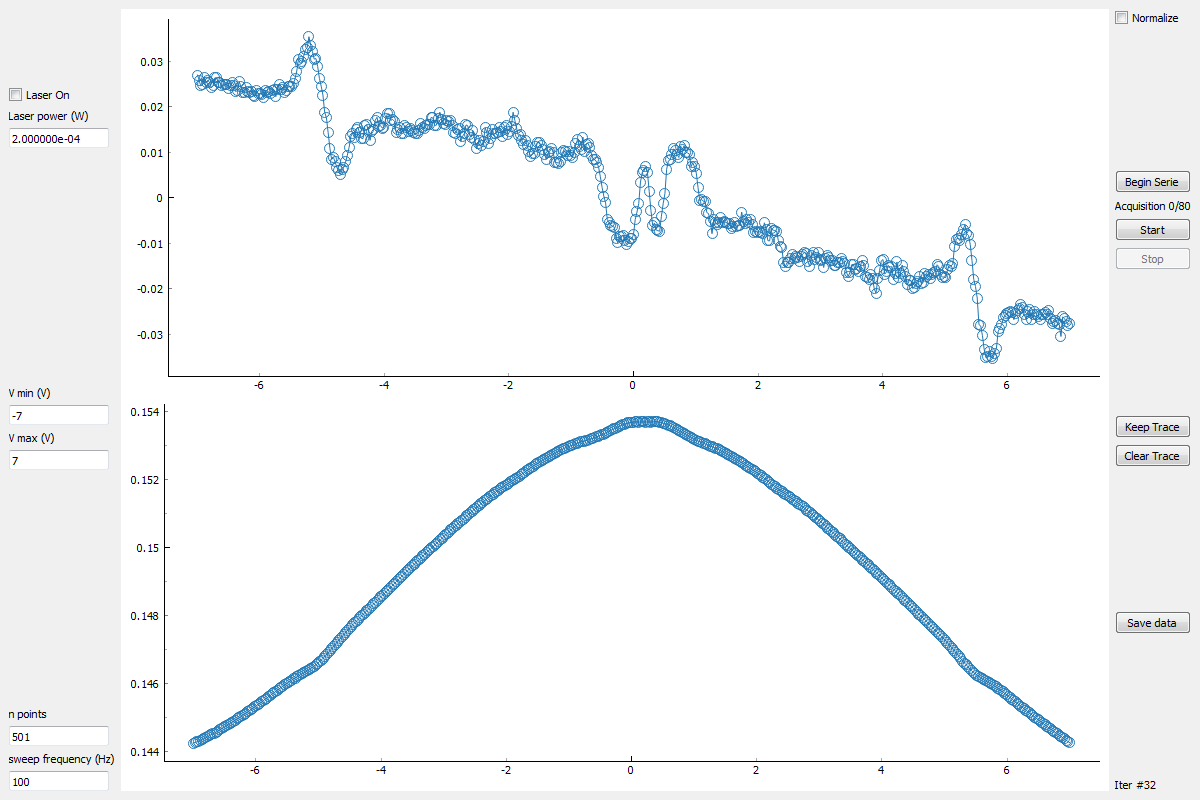 Laser On
Laser power (W)
2.000000e-04
V min (V)
-7
V max (V)
7
n points
501
sweep frequency (Hz)
100
0.03
0.02
0.01
0
-0.01
-0.02
-0.03
-6 -4 -2 0 2 4 6
0.154
0.152
0.15
0.148
0.146
0.144
-6 -4 -2 0 2 4 6
Normalize
Begin Serie
Acquisition 0/80
Start
Stop
Keep Trace
Clear Trace
Save data
Iter #32